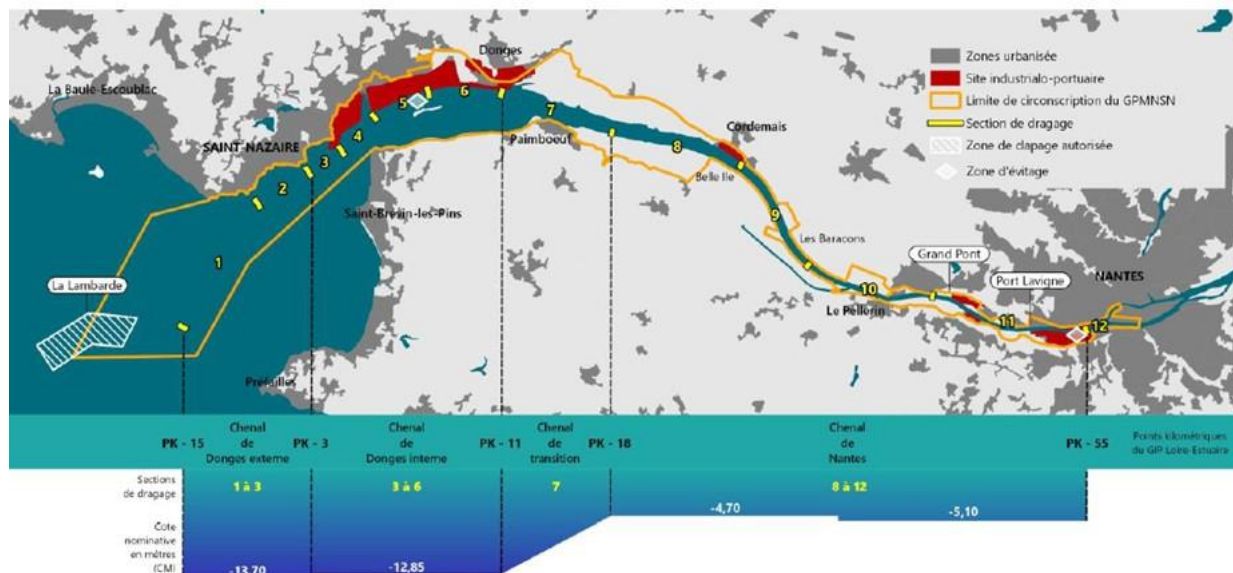 Donges
La Baule-Escoublac
SAINT-NAZAIRE
Paimboeuf
Cordemais
Belle Ile
Saint-Brévin-les-Pins
Les Baracons
Grand Pont
Port Lavigne
NANTES
Le Pellerin
La Lambarde
Préfailles
1
2
3
4
5
6
7
8
9
10
11
12
Zones urbanisée
Site industrialo-portuaire
Limite de circonscription du GPMNSN
Section de dragage
Zone de clapage autorisée
Zone d'évitage
PK - 15
Chenal
de
Donges externe
PK - 3
Chenal
de
Donges interne
PK - 11
Chenal
de
transition
PK - 18
Chenal
de
Nantes
PK - 55
Points kilométriques
du GIP Loire-Estuaire
Sections
de dragage
1 à 3
3 à 6
7
8 à 12
Cote
nominative
en mètres
(CM)
-13,70
-12,85
-4,70
-5,10